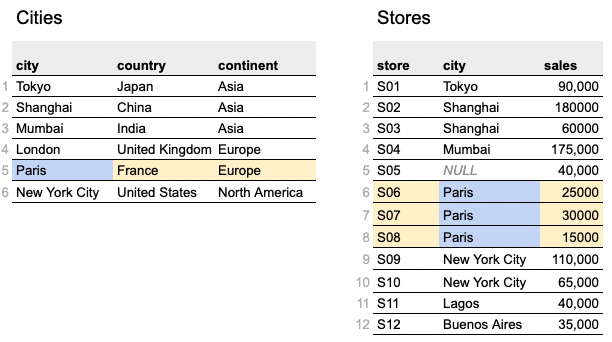 Cities
city country continent
1 Tokyo Japan Asia
2 Shanghai China Asia
3 Mumbai India Asia
4 London United Kingdom Europe
5 Paris France Europe
6 New York City United States North America
Stores
store city sales
1 S01 Tokyo 90,000
2 S02 Shanghai 180000
3 S03 Shanghai 60000
4 S04 Mumbai 175,000
5 S05 NULL 40,000
6 S06 Paris 25000
7 S07 Paris 30000
8 S08 Paris 15000
9 S09 New York City 110,000
10 S10 New York City 65,000
11 S11 Lagos 40,000
12 S12 Buenos Aires 35,000